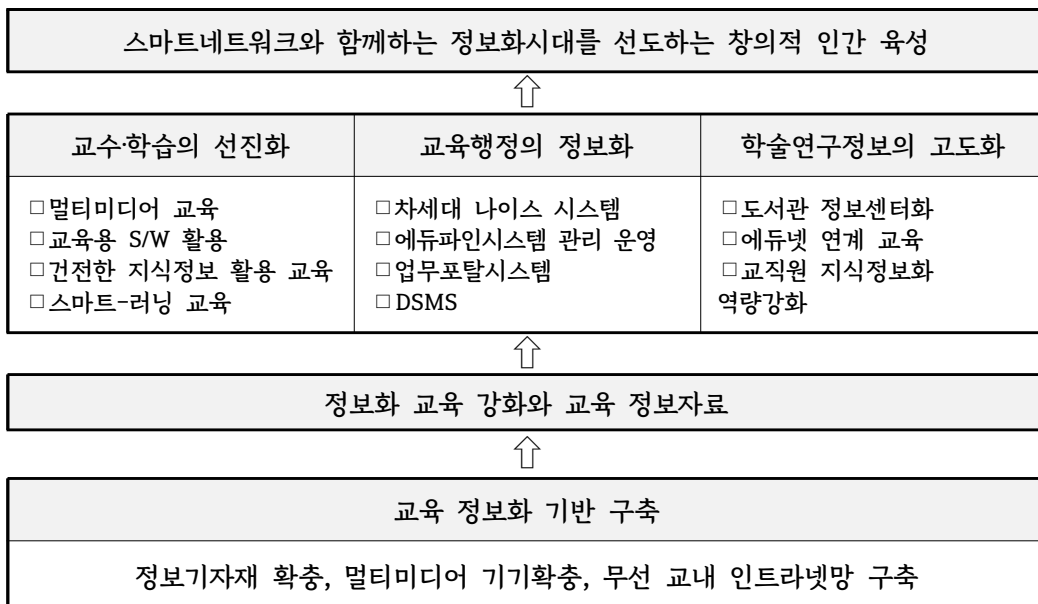 스마트네트워크와 함께하는 정보화시대를 선도하는 창의적 인간 육성
교수·학습의 선진화
□멀티미디어 교육
□교육용 S/W 활용
□건전한 지식정보 활용 교육
□스마트-러닝 교육
교육행정의 정보화
□차세대 나이스 시스템
□에듀파인시스템 관리 운영
□업무포탈시스템
□DSMS
학술연구정보의 고도화
□도서관 정보센터화
□에듀넷 연계 교육
□교직원 지식정보화
역량강화
정보화 교육 강화와 교육 정보자료
교육 정보화 기반 구축
정보기자재 확충, 멀티미디어 기기확충, 무선 교내 인트라넷망 구축